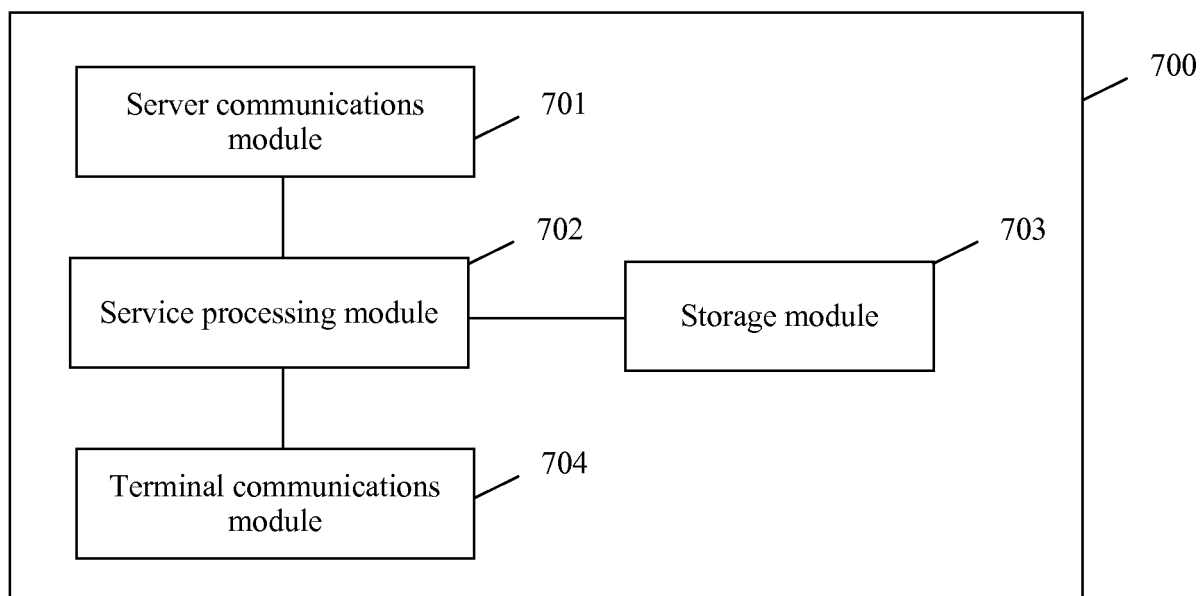 700
Server communications
module
701
702
703
Service processing module
Storage module
704
Terminal communications
module